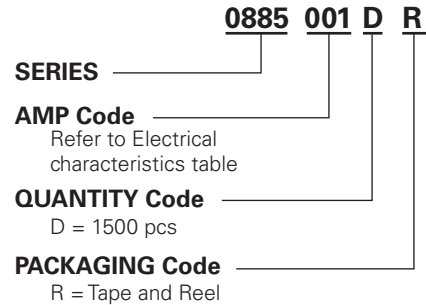 0885 001 D R
SERIES
AMP Code
Refer to Electrical
characteristics table
QUANTITY Code
D = 1500 pcs
PACKAGING Code
R = Tape and Reel